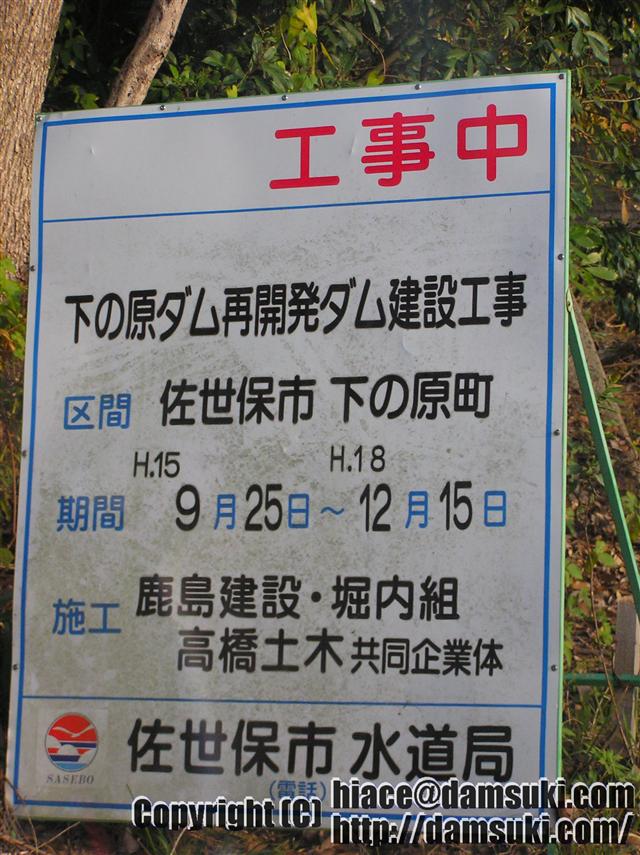 工事中
下の原ダム再開発ダム建設工事
区間 佐世保市 下の原町
H.15 H.18
期間 9月25日～12月15日
施工 鹿島建設・堀内組
高橋土木共同企業体
佐世保市 水道局
SASEBO
(電話)
Copyright (C) hiace@damsuki.com
http://damsuki.com/